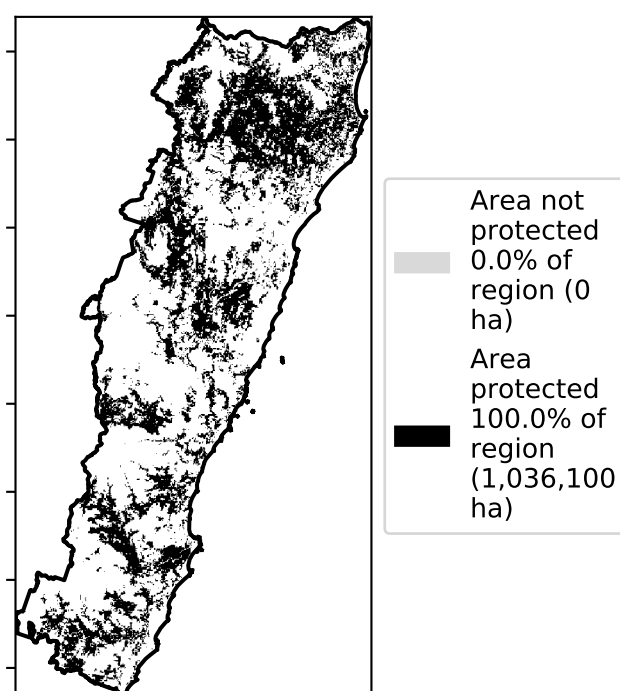 Area not
protected
0.0% of
region (0
ha)
Area
protected
100.0% of
region
(1,036,100
ha)